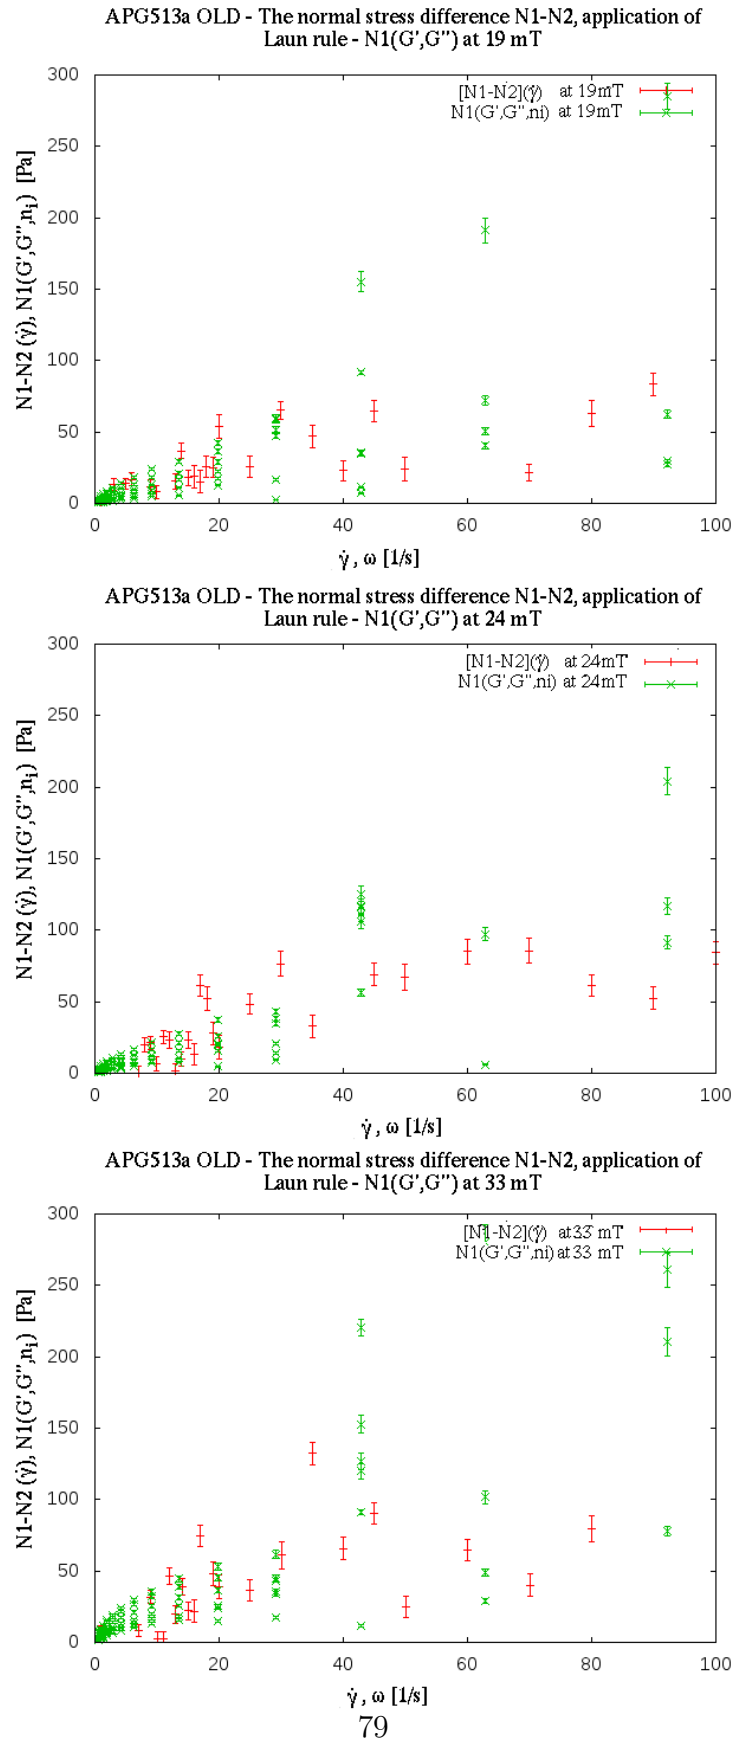 APG513a OLD - The normal stress difference N1-N2, application of
Laun rule - N1(G',G'') at 19 mT
300
250
200
150
100
50
0
N1-N2 (γ̇), N1(G',G'',nᵢ) [Pa]
[N1-N2](γ̇) at 19mT
N1(G',G'',ni) at 19mT
0 20 40 60 80 100
γ̇ , ω [1/s]
APG513a OLD - The normal stress difference N1-N2, application of
Laun rule - N1(G',G'') at 24 mT
300
250
200
150
100
50
0
N1-N2 (γ̇), N1(G',G'',nᵢ) [Pa]
[N1-N2](γ̇) at 24mT
N1(G',G'',ni) at 24mT
0 20 40 60 80 100
γ̇ , ω [1/s]
APG513a OLD - The normal stress difference N1-N2, application of
Laun rule - N1(G',G'') at 33 mT
300
250
200
150
100
50
0
N1-N2 (γ̇), N1(G',G'',nᵢ) [Pa]
[N1-N2](γ̇) at 33 mT
N1(G',G'',ni) at 33 mT
0 20 40 60 80 100
γ̇ , ω [1/s]
79